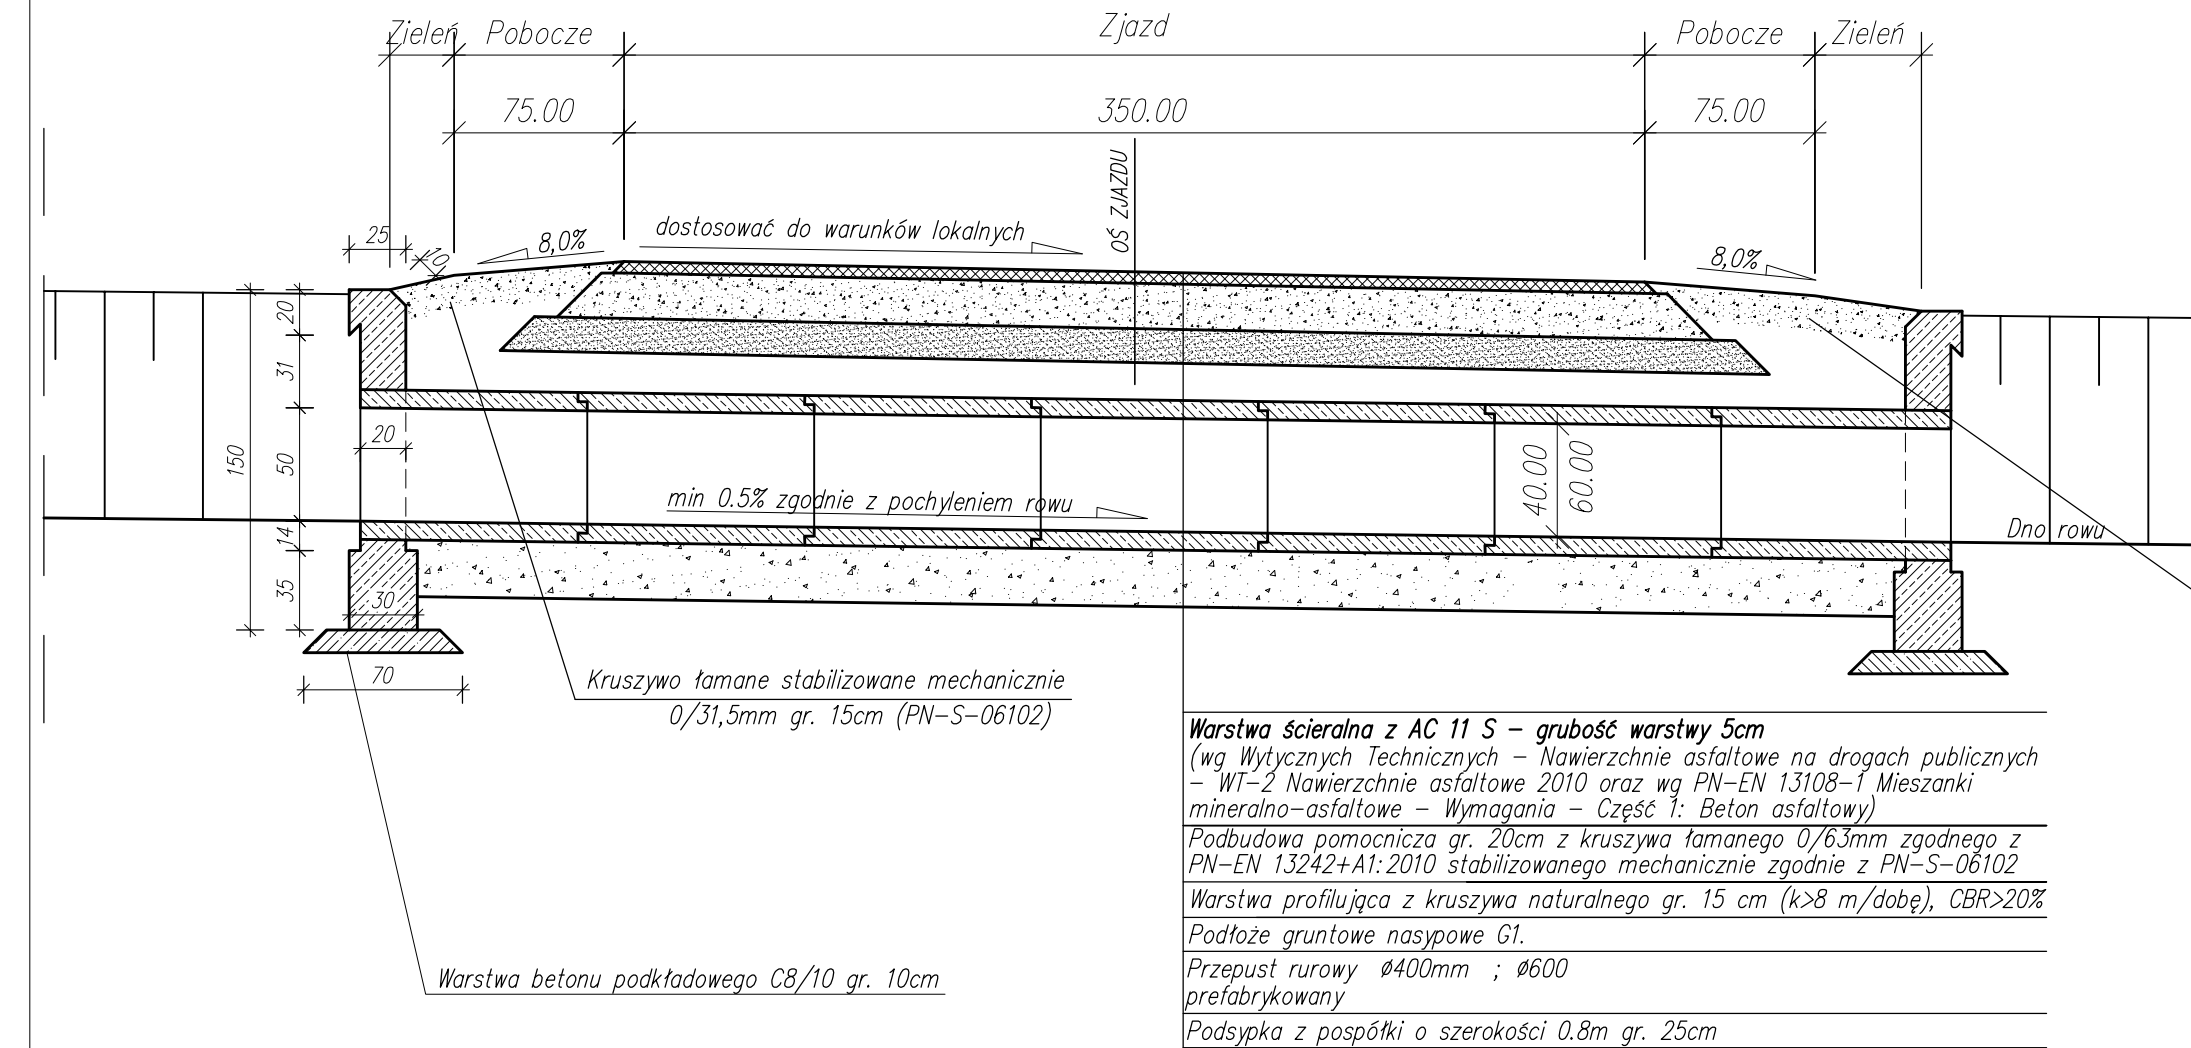 Zieleń Pobocze Zjazd Pobocze Zieleń
75.00 350.00 75.00
OŚ ZJAZDU
25
10
8,0%
dostosować do warunków lokalnych
8,0%
20
31
150
50
14
35
20
40.00
60.00
min 0.5% zgodnie z pochyleniem rowu
Dno rowu
30
70
Kruszywo łamane stabilizowane mechanicznie
0/31,5mm gr. 15cm (PN-S-06102)
Warstwa betonu podkładowego C8/10 gr. 10cm
Warstwa ścieralna z AC 11 S – grubość warstwy 5cm
(wg Wytycznych Technicznych – Nawierzchnie asfaltowe na drogach publicznych
– WT-2 Nawierzchnie asfaltowe 2010 oraz wg PN-EN 13108-1 Mieszanki
mineralno-asfaltowe – Wymagania – Część 1: Beton asfaltowy)
Podbudowa pomocnicza gr. 20cm z kruszywa łamanego 0/63mm zgodnego z
PN-EN 13242+A1:2010 stabilizowanego mechanicznie zgodnie z PN-S-06102
Warstwa profilująca z kruszywa naturalnego gr. 15 cm (k>8 m/dobę), CBR>20%
Podłoże gruntowe nasypowe G1.
Przepust rurowy ø400mm ; ø600
prefabrykowany
Podsypka z pospółki o szerokości 0.8m gr. 25cm